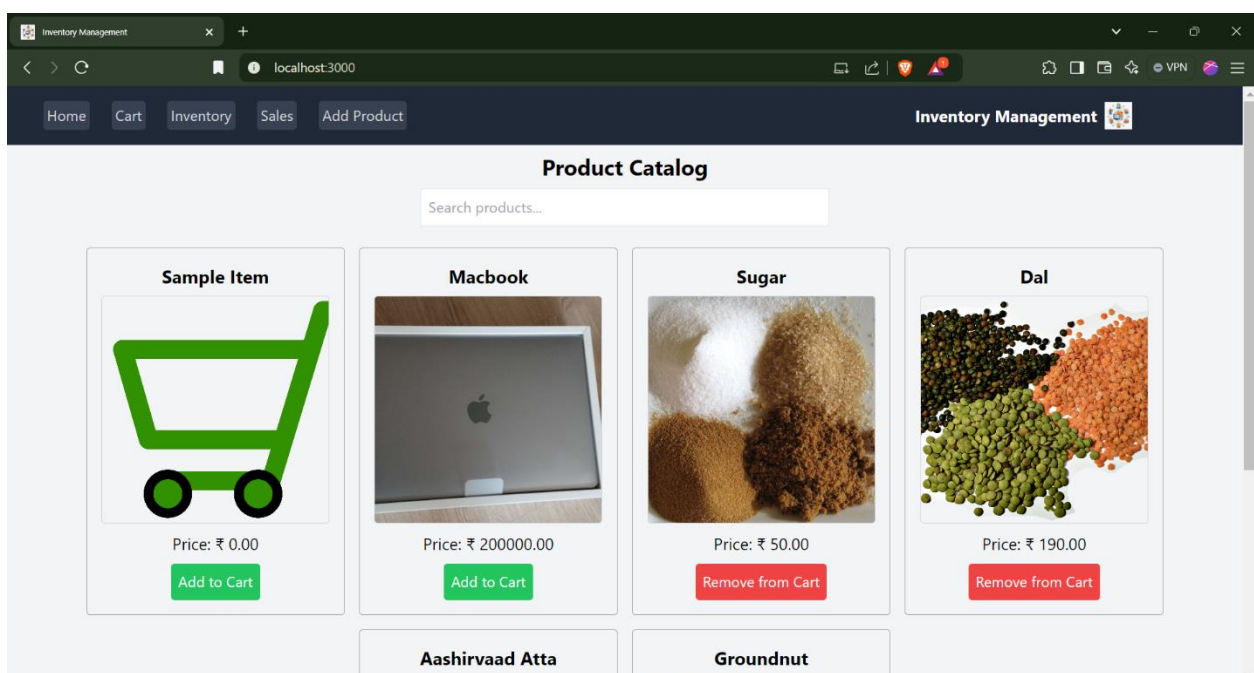 Inventory Management
localhost:3000
VPN
Home Cart Inventory Sales Add Product Inventory Management
Product Catalog
Search products...
Sample Item Macbook Sugar Dal
Price: ₹ 0.00 Price: ₹ 200000.00 Price: ₹ 50.00 Price: ₹ 190.00
Add to Cart Add to Cart Remove from Cart Remove from Cart
Aashirvaad Atta Groundnut